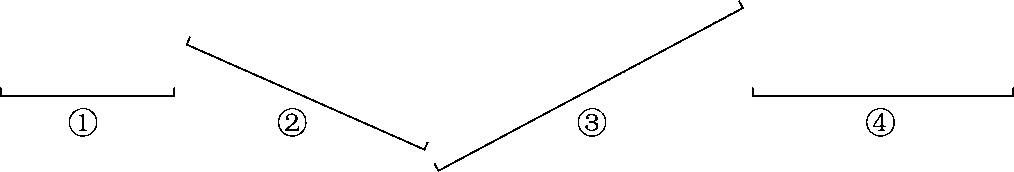 ① ② ③ ④